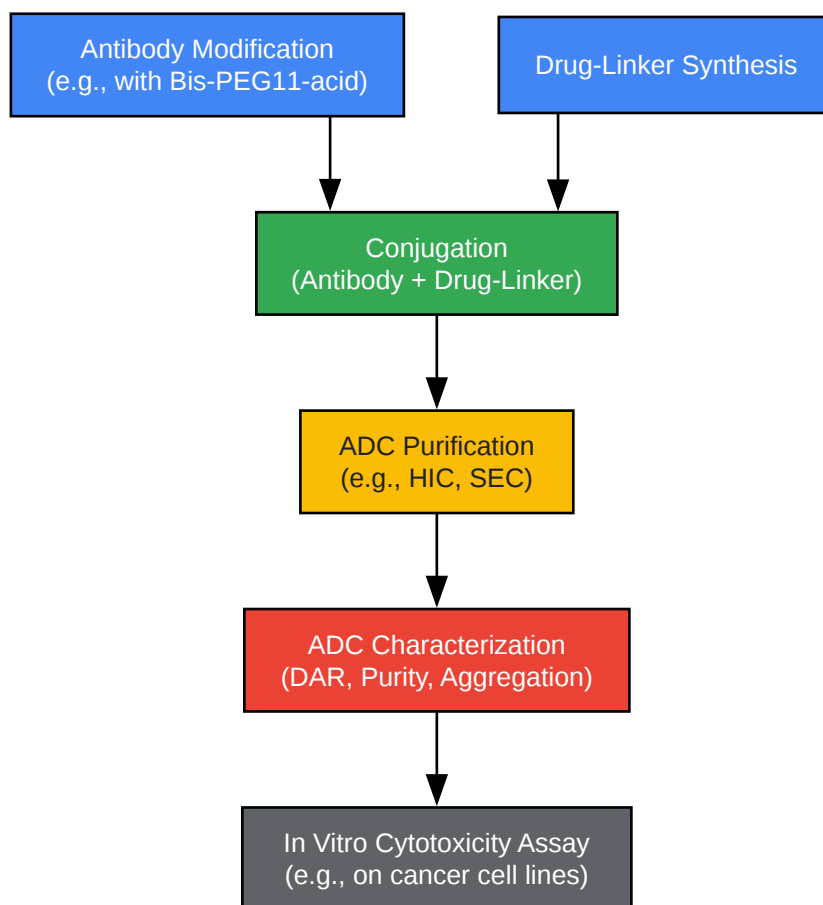 Antibody Modification
(e.g., with Bis-PEG11-acid)
Drug-Linker Synthesis
Conjugation
(Antibody + Drug-Linker)
ADC Purification
(e.g., HIC, SEC)
ADC Characterization
(DAR, Purity, Aggregation)
In Vitro Cytotoxicity Assay
(e.g., on cancer cell lines)